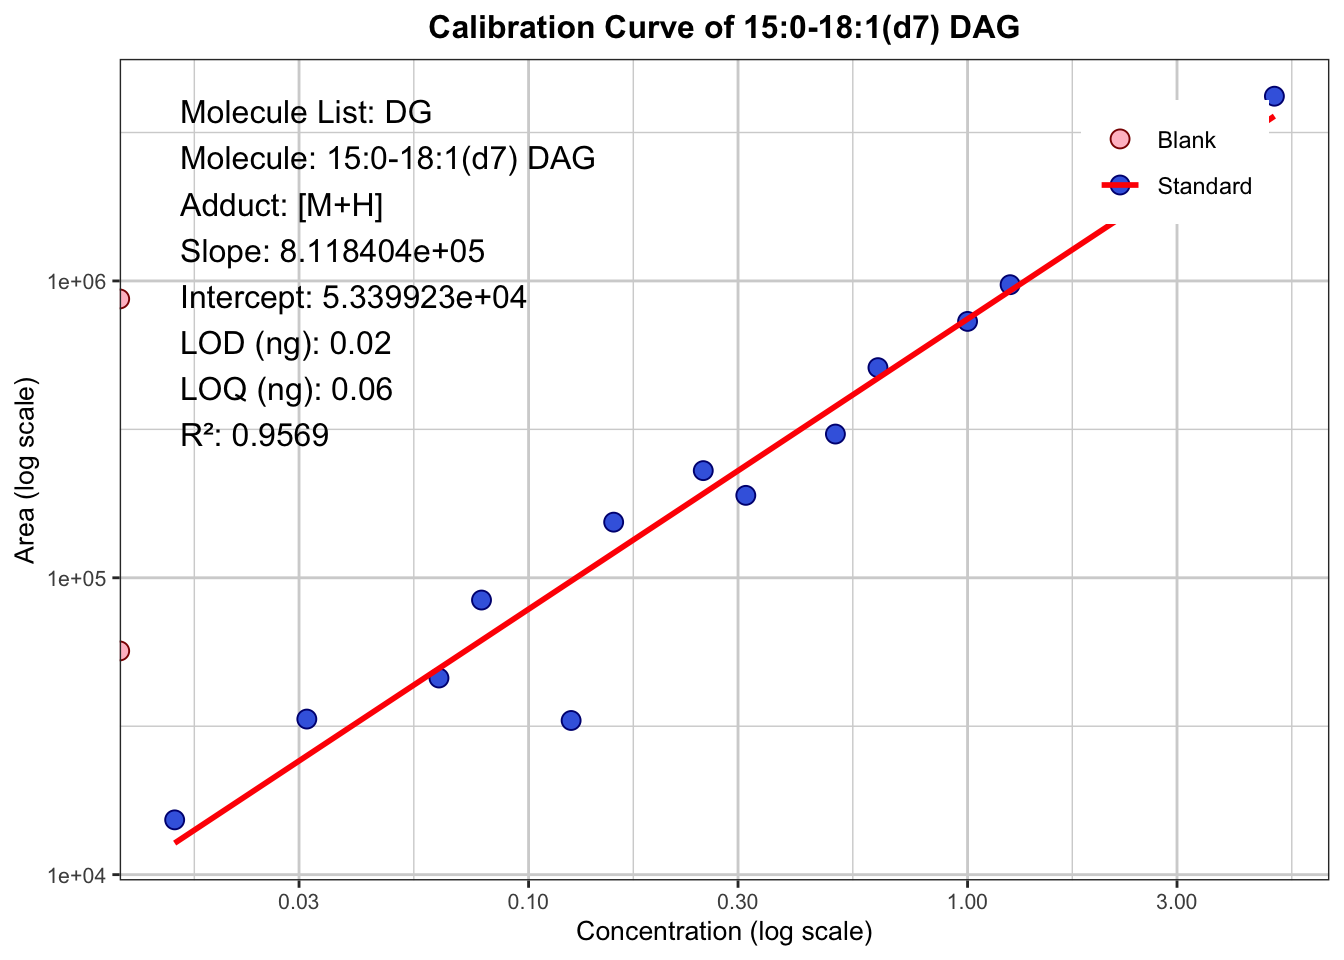 Calibration Curve of 15:0-18:1(d7) DAG
Molecule List: DG
Molecule: 15:0-18:1(d7) DAG
Adduct: [M+H]
Slope: 8.118404e+05
Intercept: 5.339923e+04
LOD (ng): 0.02
LOQ (ng): 0.06
R²: 0.9569
Blank
Standard
Area (log scale)
1e+06
1e+05
1e+04
0.03 0.10 0.30 1.00 3.00
Concentration (log scale)